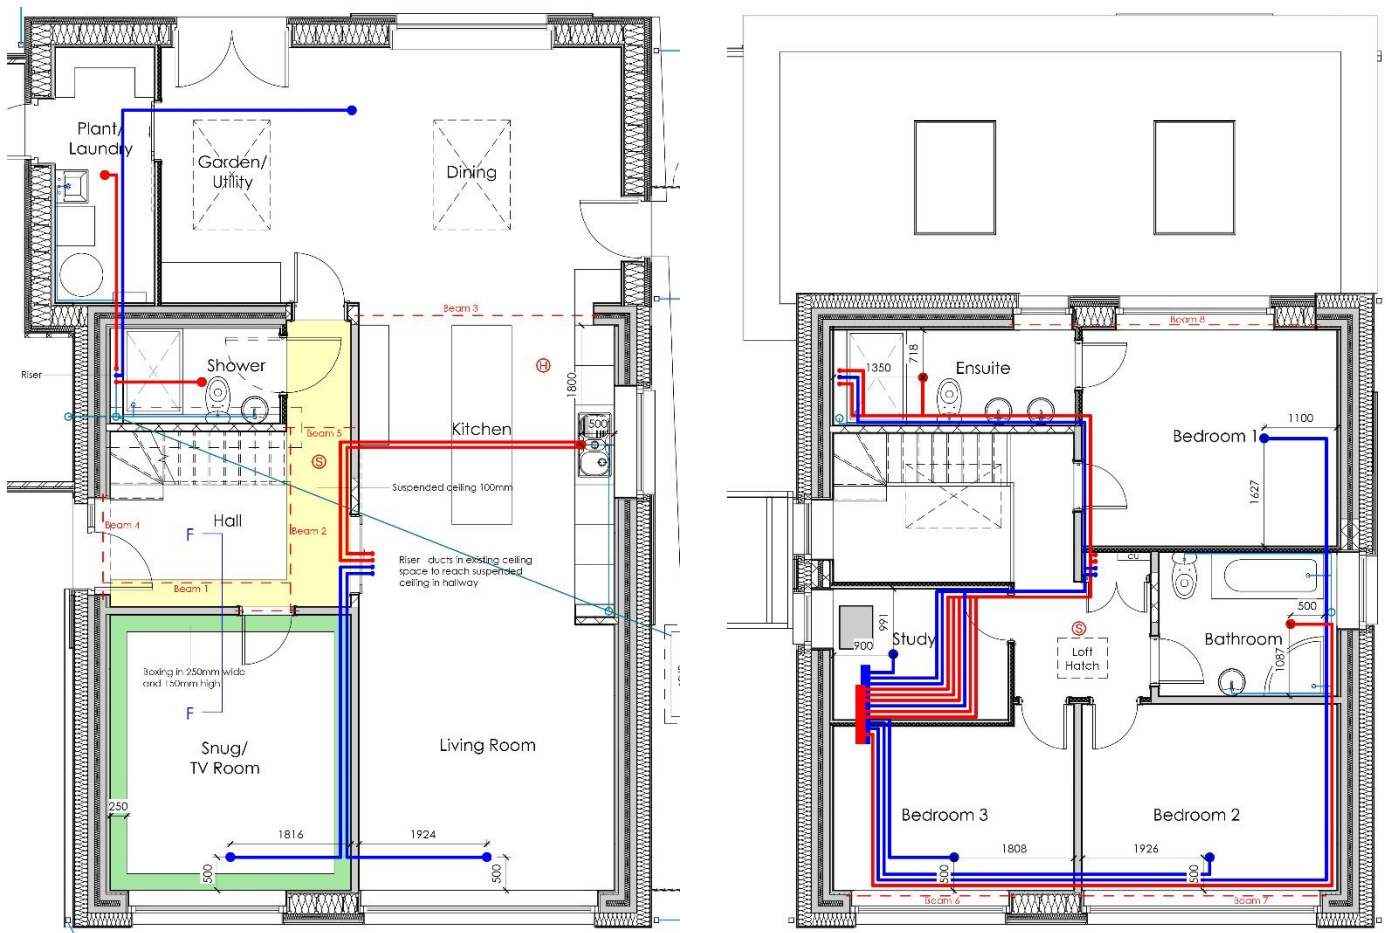 Plant/
Laundry
Garden/
Utility
Dining
Beam 3
Riser
Shower
H
1800
Beam 5
500
Kitchen
S
Suspended ceiling 100mm
Beam 4
Hall
Beam 2
F
Riser ducts in existing ceiling
space to reach suspended
ceiling in hallway
Beam 1
Boxing in 250mm wide
and 150mm high
F
Snug/
TV Room
Living Room
250
1816
1924
500
500
Beam 8
1350
718
Ensuite
1100
Bedroom 1
1627
CU
991
500
Study
900
S
Bathroom
Loft
Hatch
1087
Bedroom 3
Bedroom 2
1808
1926
500
500
Beam 6
Beam 7